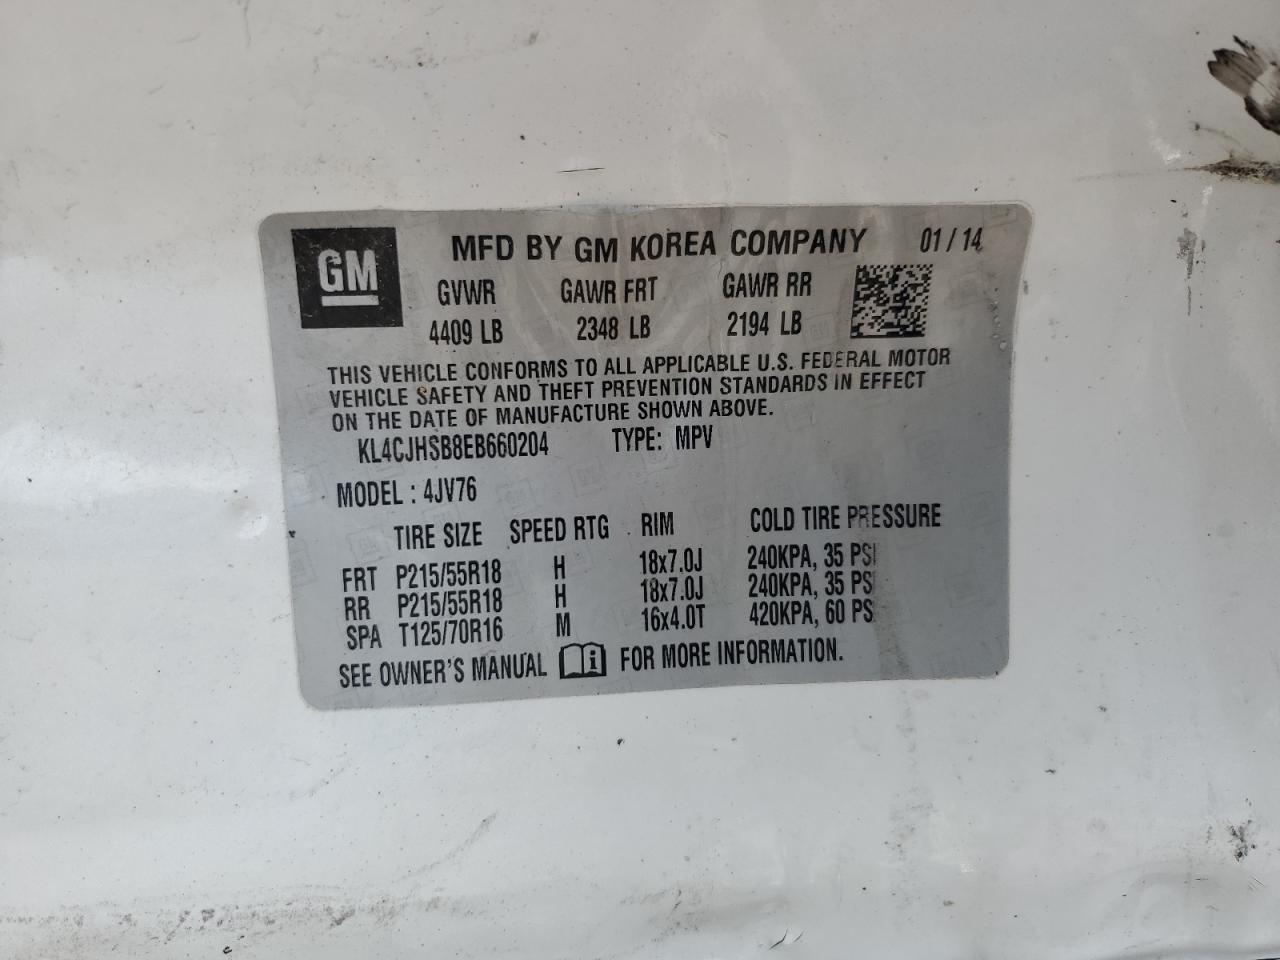 GM
MFD BY GM KOREA COMPANY 01/14
GVWR GAWR FRT GAWR RR
4409 LB 2348 LB 2194 LB
THIS VEHICLE CONFORMS TO ALL APPLICABLE U.S. FEDERAL MOTOR
VEHICLE SAFETY AND THEFT PREVENTION STANDARDS IN EFFECT
ON THE DATE OF MANUFACTURE SHOWN ABOVE.
KL4CJHSB8EB660204 TYPE: MPV
MODEL : 4JV76
TIRE SIZE SPEED RTG RIM COLD TIRE PRESSURE
FRT P215/55R18 H 18x7.0J 240KPA, 35 PSI
RR P215/55R18 H 18x7.0J 240KPA, 35 PSI
SPA T125/70R16 M 16x4.0T 420KPA, 60 PSI
SEE OWNER'S MANUAL i FOR MORE INFORMATION.